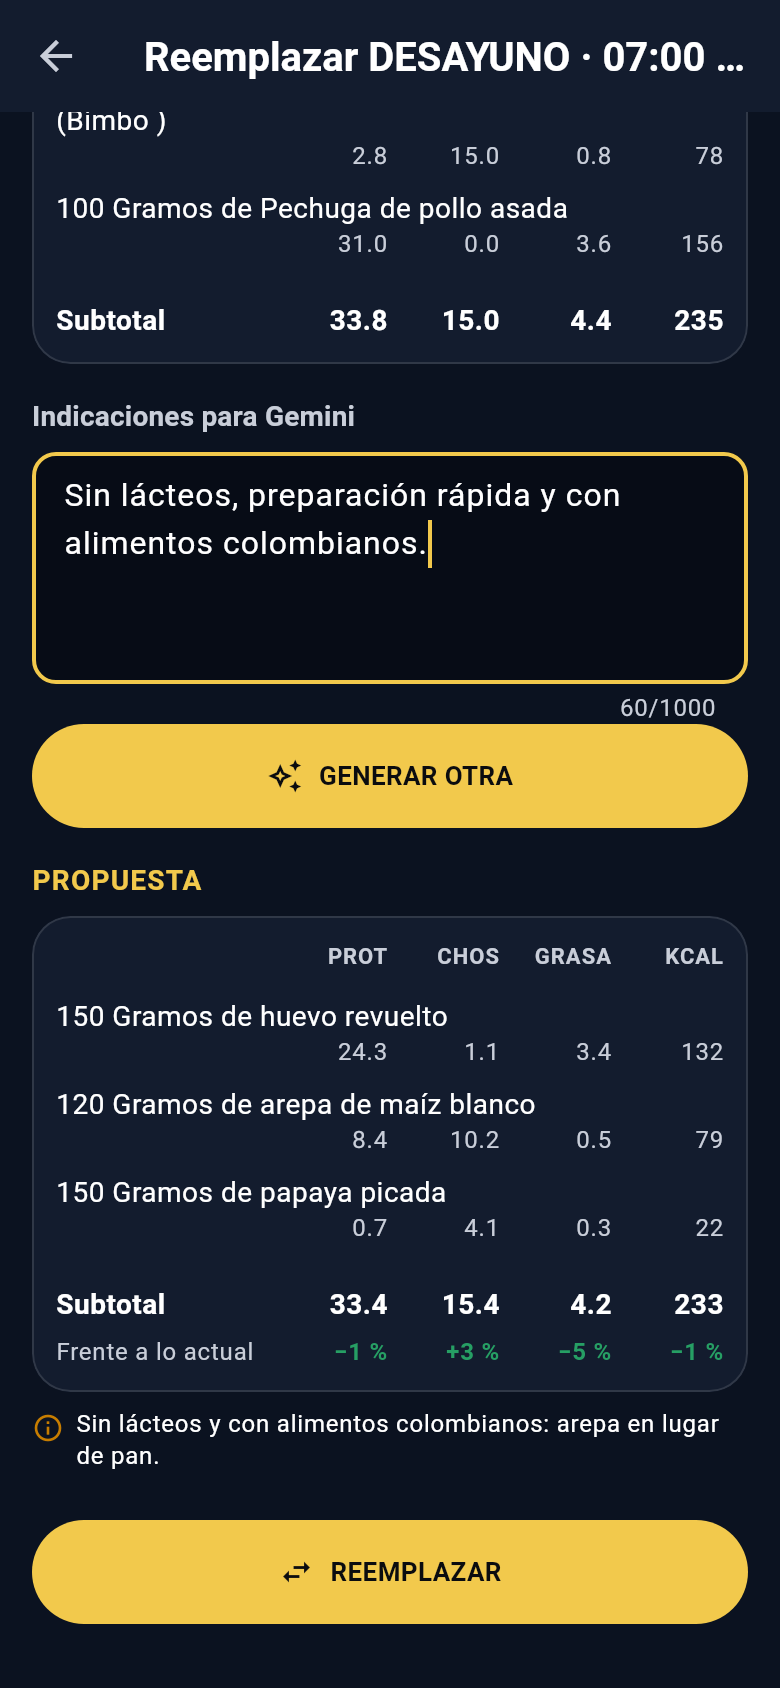 Reemplazar DESAYUNO · 07:00 ...
(Bimbo )
2.8 15.0 0.8 78
100 Gramos de Pechuga de pollo asada
31.0 0.0 3.6 156
Subtotal 33.8 15.0 4.4 235
Indicaciones para Gemini
Sin lácteos, preparación rápida y con
alimentos colombianos.
60/1000
GENERAR OTRA
PROPUESTA
PROT CHOS GRASA KCAL
150 Gramos de huevo revuelto
24.3 1.1 3.4 132
120 Gramos de arepa de maíz blanco
8.4 10.2 0.5 79
150 Gramos de papaya picada
0.7 4.1 0.3 22
Subtotal 33.4 15.4 4.2 233
Frente a lo actual −1 % +3 % −5 % −1 %
Sin lácteos y con alimentos colombianos: arepa en lugar
de pan.
REEMPLAZAR